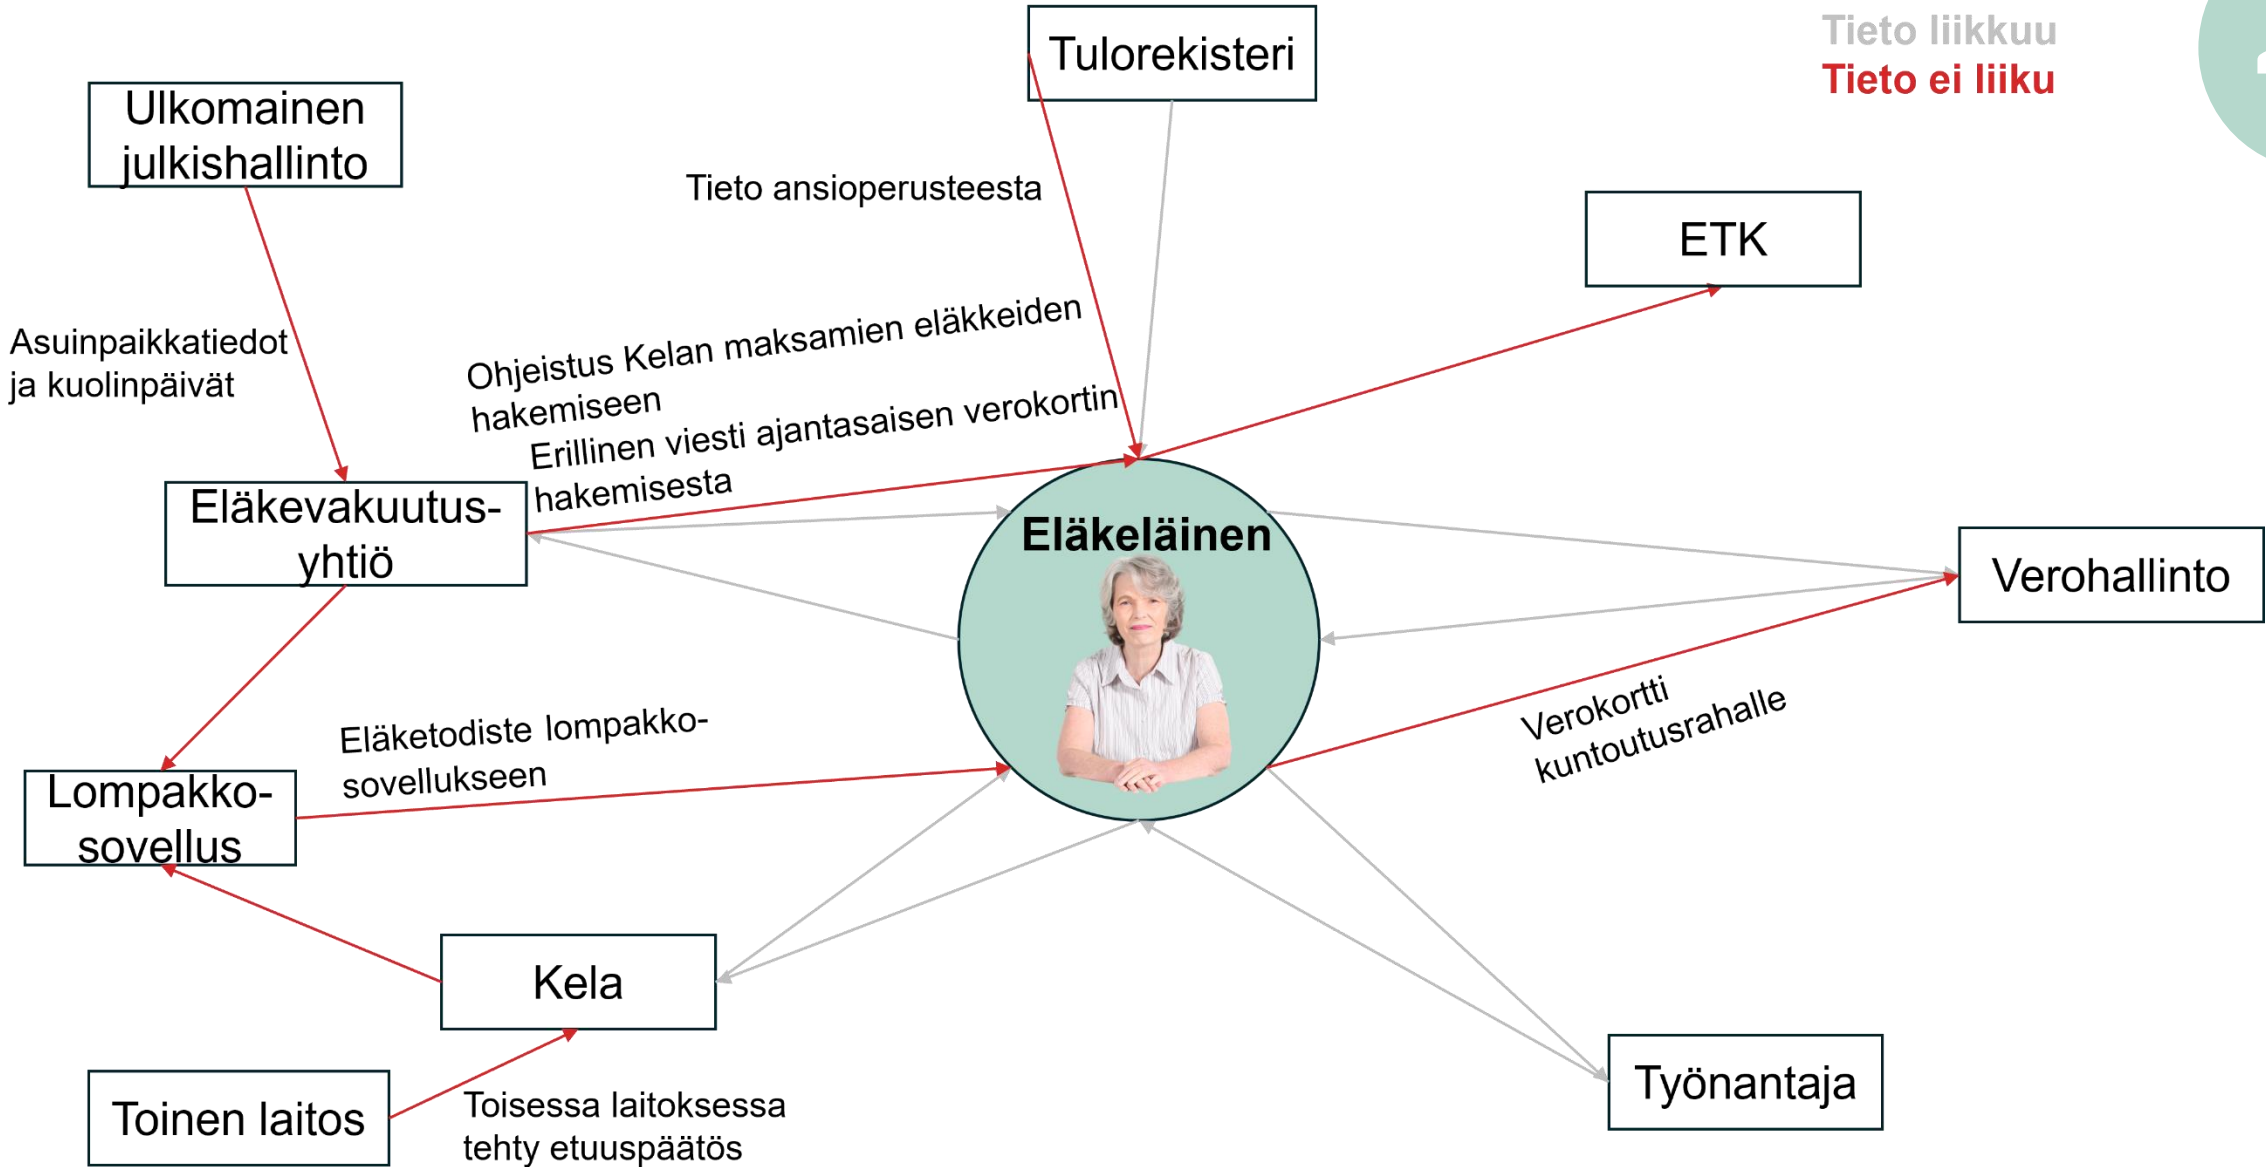 Tieto liikkuu
Tieto ei liiku
Tulorekisteri
Ulkomainen
julkishallinto
Tieto ansioperusteesta
ETK
Asuinpaikkatiedot
ja kuolinpäivät
Ohjeistus Kelan maksamien eläkkeiden
hakemiseen
Erillinen viesti ajantasaisen verokortin
hakemisesta
Eläkevakuutus-
yhtiö
Eläkeläinen
Verohallinto
Verokortti
kuntoutusrahalle
Eläketodiste lompakko-
sovellukseen
Lompakko-
sovellus
Kela
Työnantaja
Toinen laitos
Toisessa laitoksessa
tehty etuuspäätös